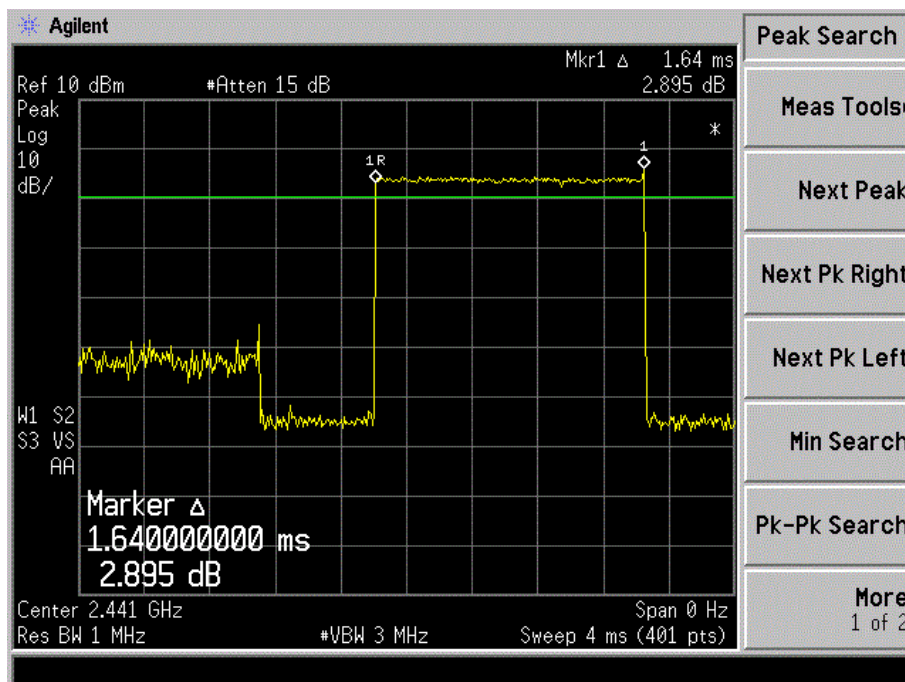 Agilent
Peak Search
Mkr1 Δ 1.64 ms
Ref 10 dBm #Atten 15 dB 2.895 dB
Peak
Log
10
dB/
*
1R
1
Meas Tools
Next Peak
Next Pk Right
Next Pk Left
W1 S2
S3 VS
AA
Min Search
Marker Δ
1.640000000 ms
2.895 dB
Pk-Pk Search
Center 2.441 GHz Span 0 Hz
Res BW 1 MHz #VBW 3 MHz Sweep 4 ms (401 pts)
More
1 of 2